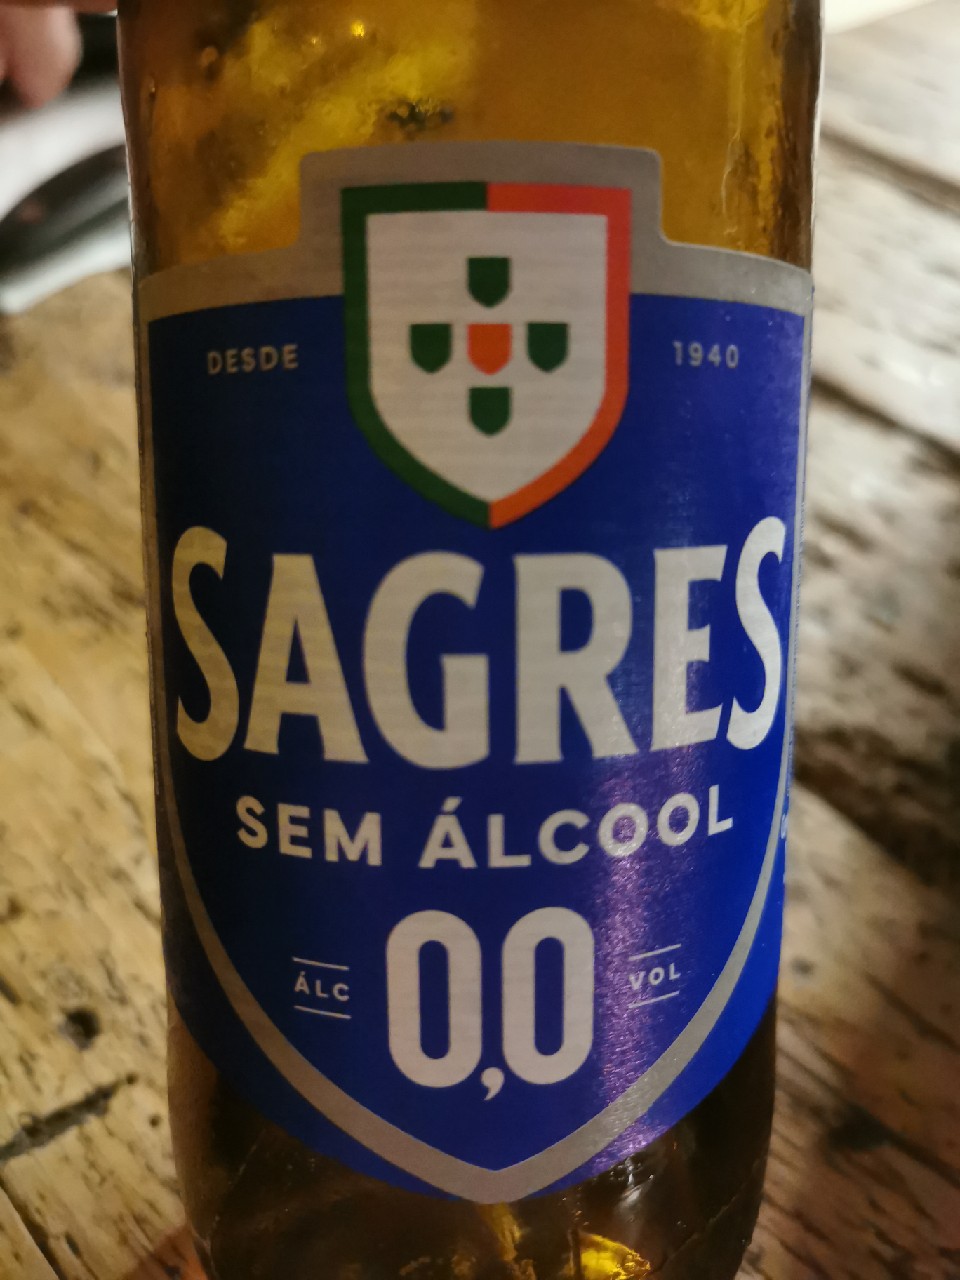 DESDE 1940
SAGRES
SEM ÁLCOOL
ÁLC 0,0 VOL